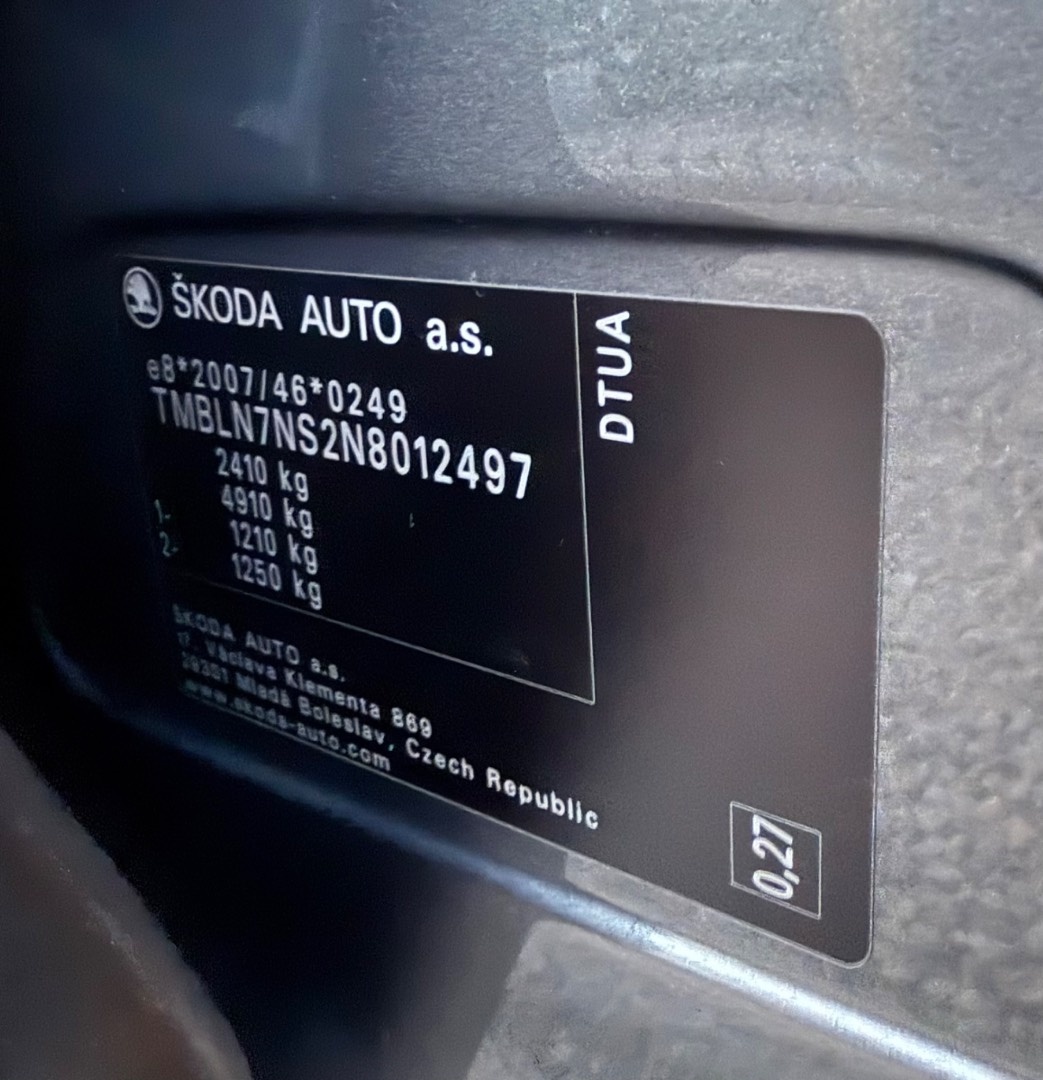 ŠKODA AUTO a.s.
e8*2007/46*0249
TMBLN7NS2N8012497
2410 kg
4910 kg
1- 1210 kg
2- 1250 kg
ŠKODA AUTO a.s.
tř. Václava Klementa 869
29301 Mladá Boleslav, Czech Republic
www.skoda-auto.com
DTUA
0,27